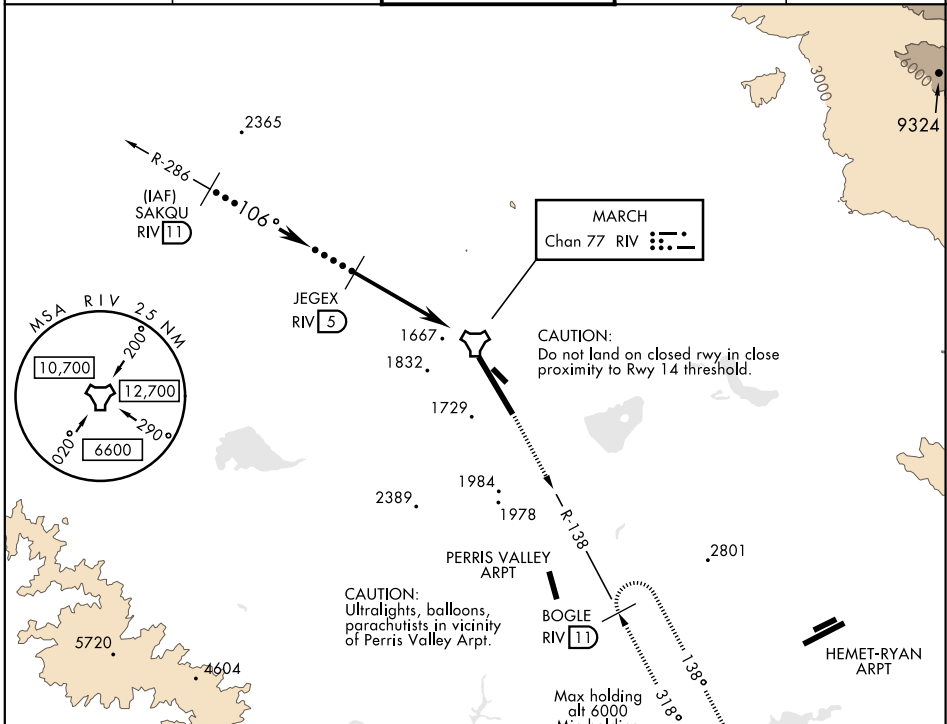 2365
3000
6000
9324
R-286
(IAF)
SAKQU
RIV 11
106°
MARCH
Chan 77 RIV
JEGEX
RIV 5
MSA RIV 25 NM
200°
10,700
12,700
020°
290°
6600
1667
1832
CAUTION:
Do not land on closed rwy in close
proximity to Rwy 14 threshold.
1729
1984
2389
1978
R-138
2801
PERRIS VALLEY
ARPT
CAUTION:
Ultralights, balloons,
parachutists in vicinity
of Perris Valley Arpt.
BOGLE
RIV 11
5720
4604
HEMET-RYAN
ARPT
138°
318°
Max holding
alt 6000